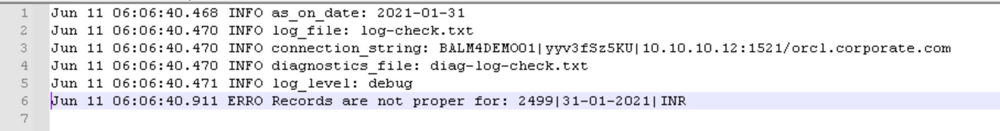 1 Jun 11 06:06:40.468 INFO as_on_date: 2021-01-31
2 Jun 11 06:06:40.470 INFO log_file: log-check.txt
3 Jun 11 06:06:40.470 INFO connection_string: BALM4DEMO01|yyv3fSz5KU|10.10.10.12:1521/orcl.corporate.com
4 Jun 11 06:06:40.470 INFO diagnostics_file: diag-log-check.txt
5 Jun 11 06:06:40.471 INFO log_level: debug
6 Jun 11 06:06:40.911 ERRO Records are not proper for: 2499|31-01-2021|INR
7